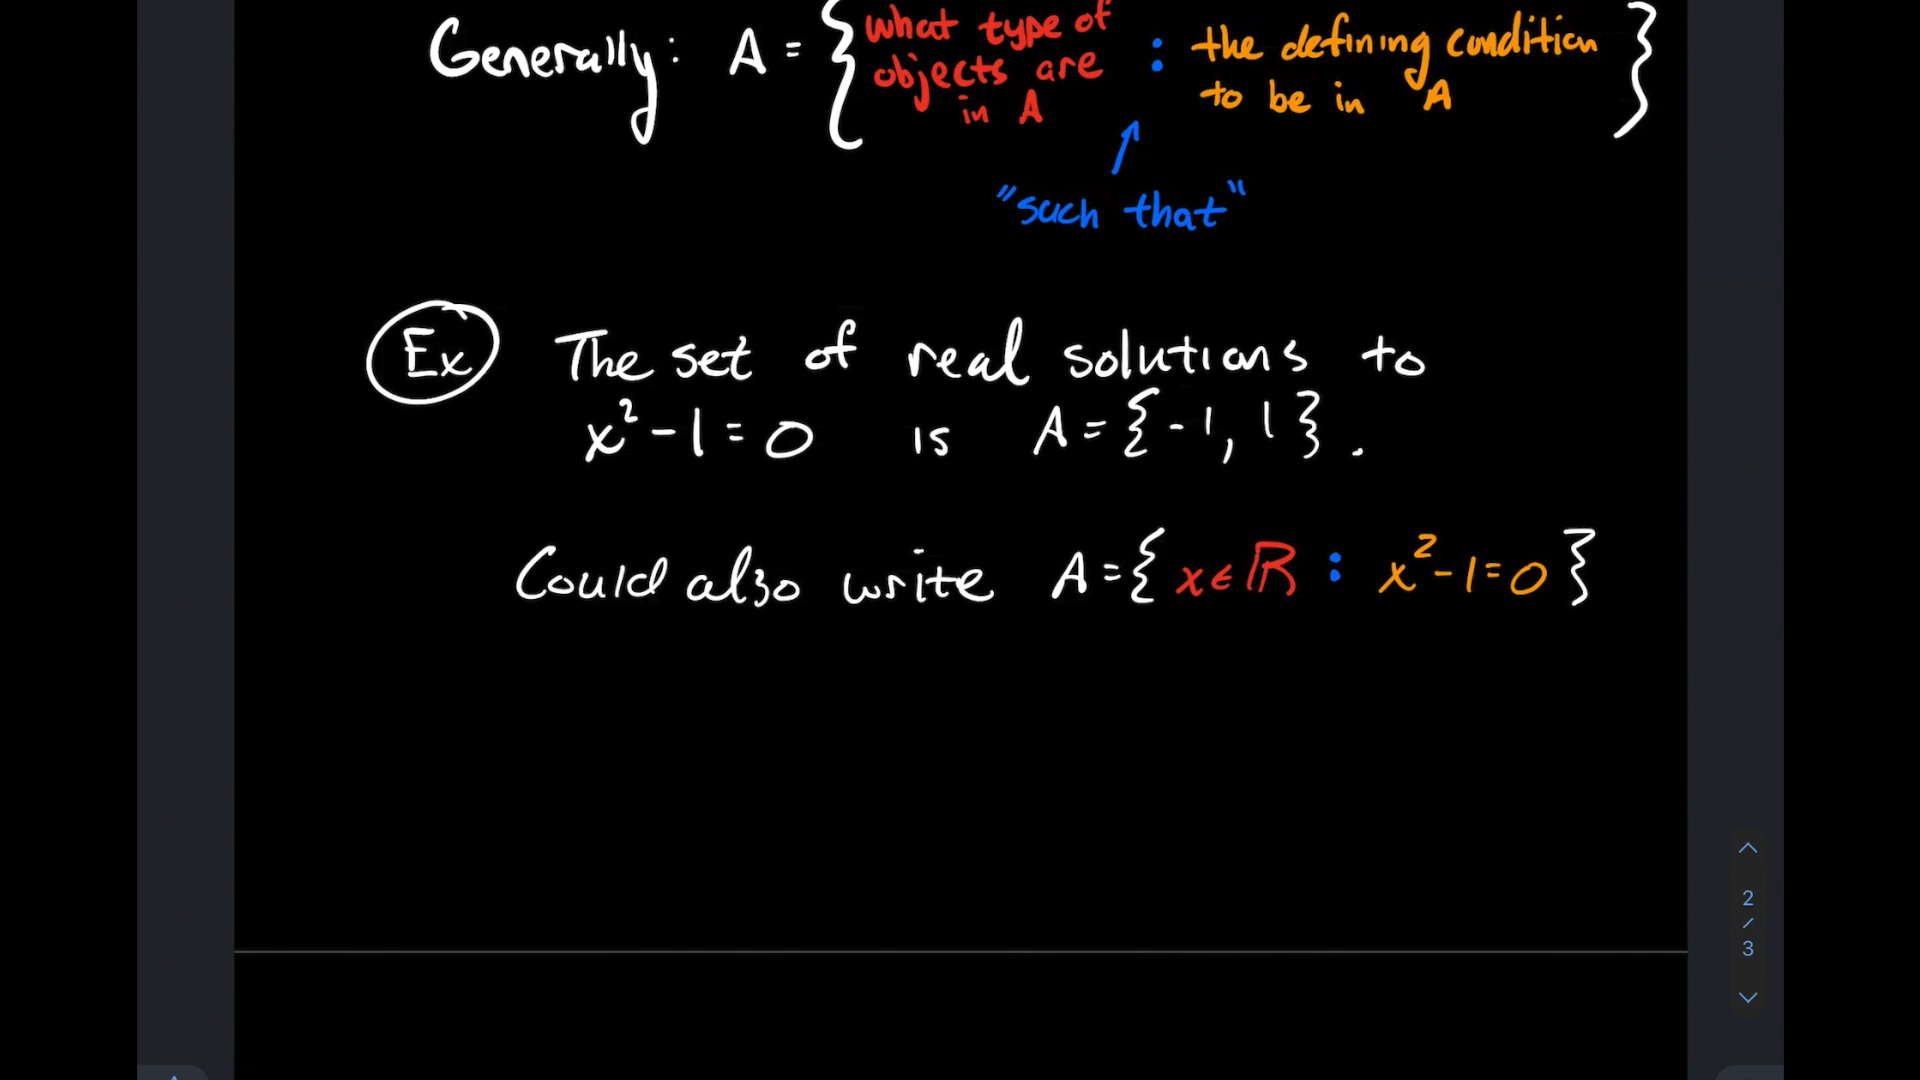 Generally: A = { what type of objects are in A : the defining condition to be in A }
"such that"
Ex The set of real solutions to
x² - 1 = 0 is A = {-1, 1}.
Could also write A = { x ∈ ℝ : x² - 1 = 0 }
2
/
3